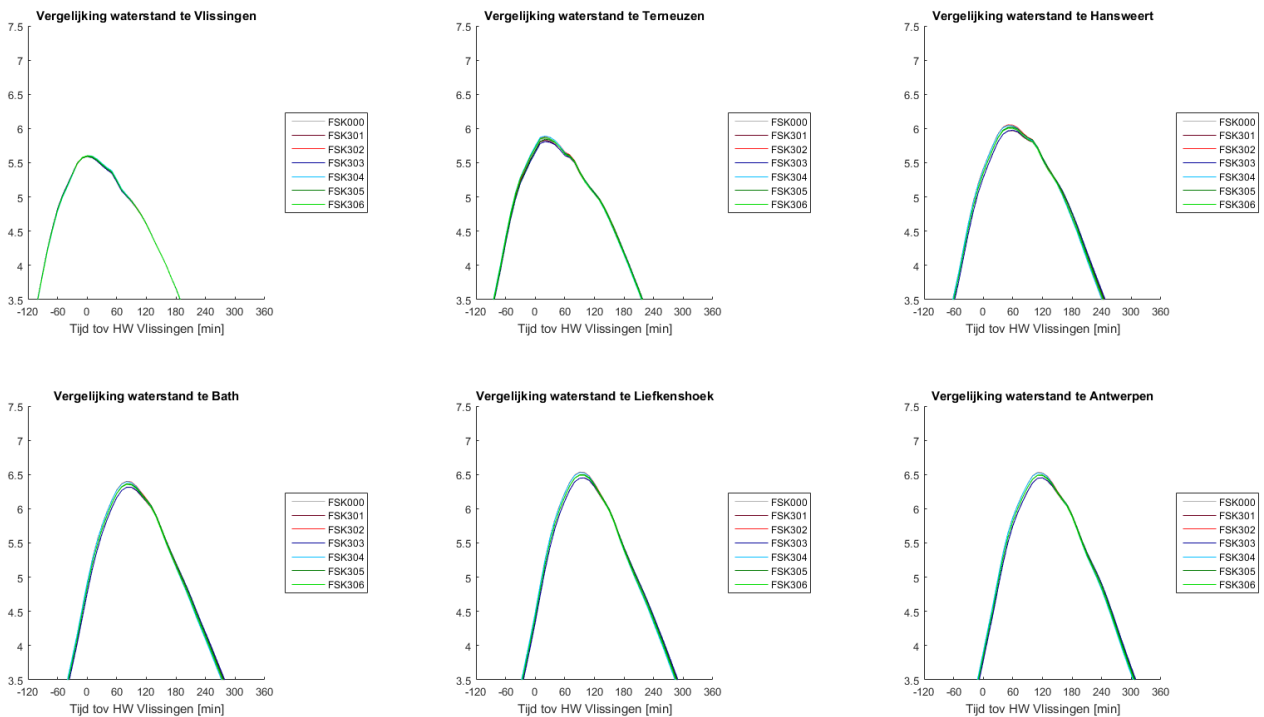 Vergelijking waterstand te Vlissingen
7.5
7
6.5
6
5.5
5
4.5
4
3.5
-120 -60 0 60 120 180 240 300 360
Tijd tov HW Vlissingen [min]
FSK000
FSK301
FSK302
FSK303
FSK304
FSK305
FSK306
Vergelijking waterstand te Terneuzen
7.5
7
6.5
6
5.5
5
4.5
4
3.5
-120 -60 0 60 120 180 240 300 360
Tijd tov HW Vlissingen [min]
FSK000
FSK301
FSK302
FSK303
FSK304
FSK305
FSK306
Vergelijking waterstand te Hansweert
7.5
7
6.5
6
5.5
5
4.5
4
3.5
-120 -60 0 60 120 180 240 300 360
Tijd tov HW Vlissingen [min]
FSK000
FSK301
FSK302
FSK303
FSK304
FSK305
FSK306
Vergelijking waterstand te Bath
7.5
7
6.5
6
5.5
5
4.5
4
3.5
-120 -60 0 60 120 180 240 300 360
Tijd tov HW Vlissingen [min]
FSK000
FSK301
FSK302
FSK303
FSK304
FSK305
FSK306
Vergelijking waterstand te Liefkenshoek
7.5
7
6.5
6
5.5
5
4.5
4
3.5
-120 -60 0 60 120 180 240 300 360
Tijd tov HW Vlissingen [min]
FSK000
FSK301
FSK302
FSK303
FSK304
FSK305
FSK306
Vergelijking waterstand te Antwerpen
7.5
7
6.5
6
5.5
5
4.5
4
3.5
-120 -60 0 60 120 180 240 300 360
Tijd tov HW Vlissingen [min]
FSK000
FSK301
FSK302
FSK303
FSK304
FSK305
FSK306